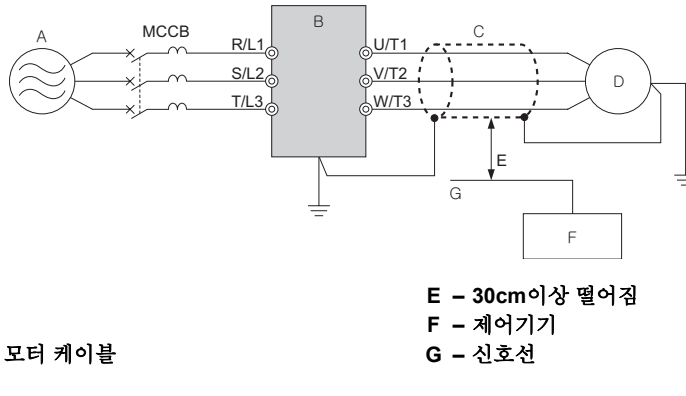 MCCB
A
B
C
R/L1
U/T1
S/L2
V/T2
D
T/L3
W/T3
E
G
F
E – 30cm이상 떨어짐
F – 제어기기
모터 케이블
G – 신호선